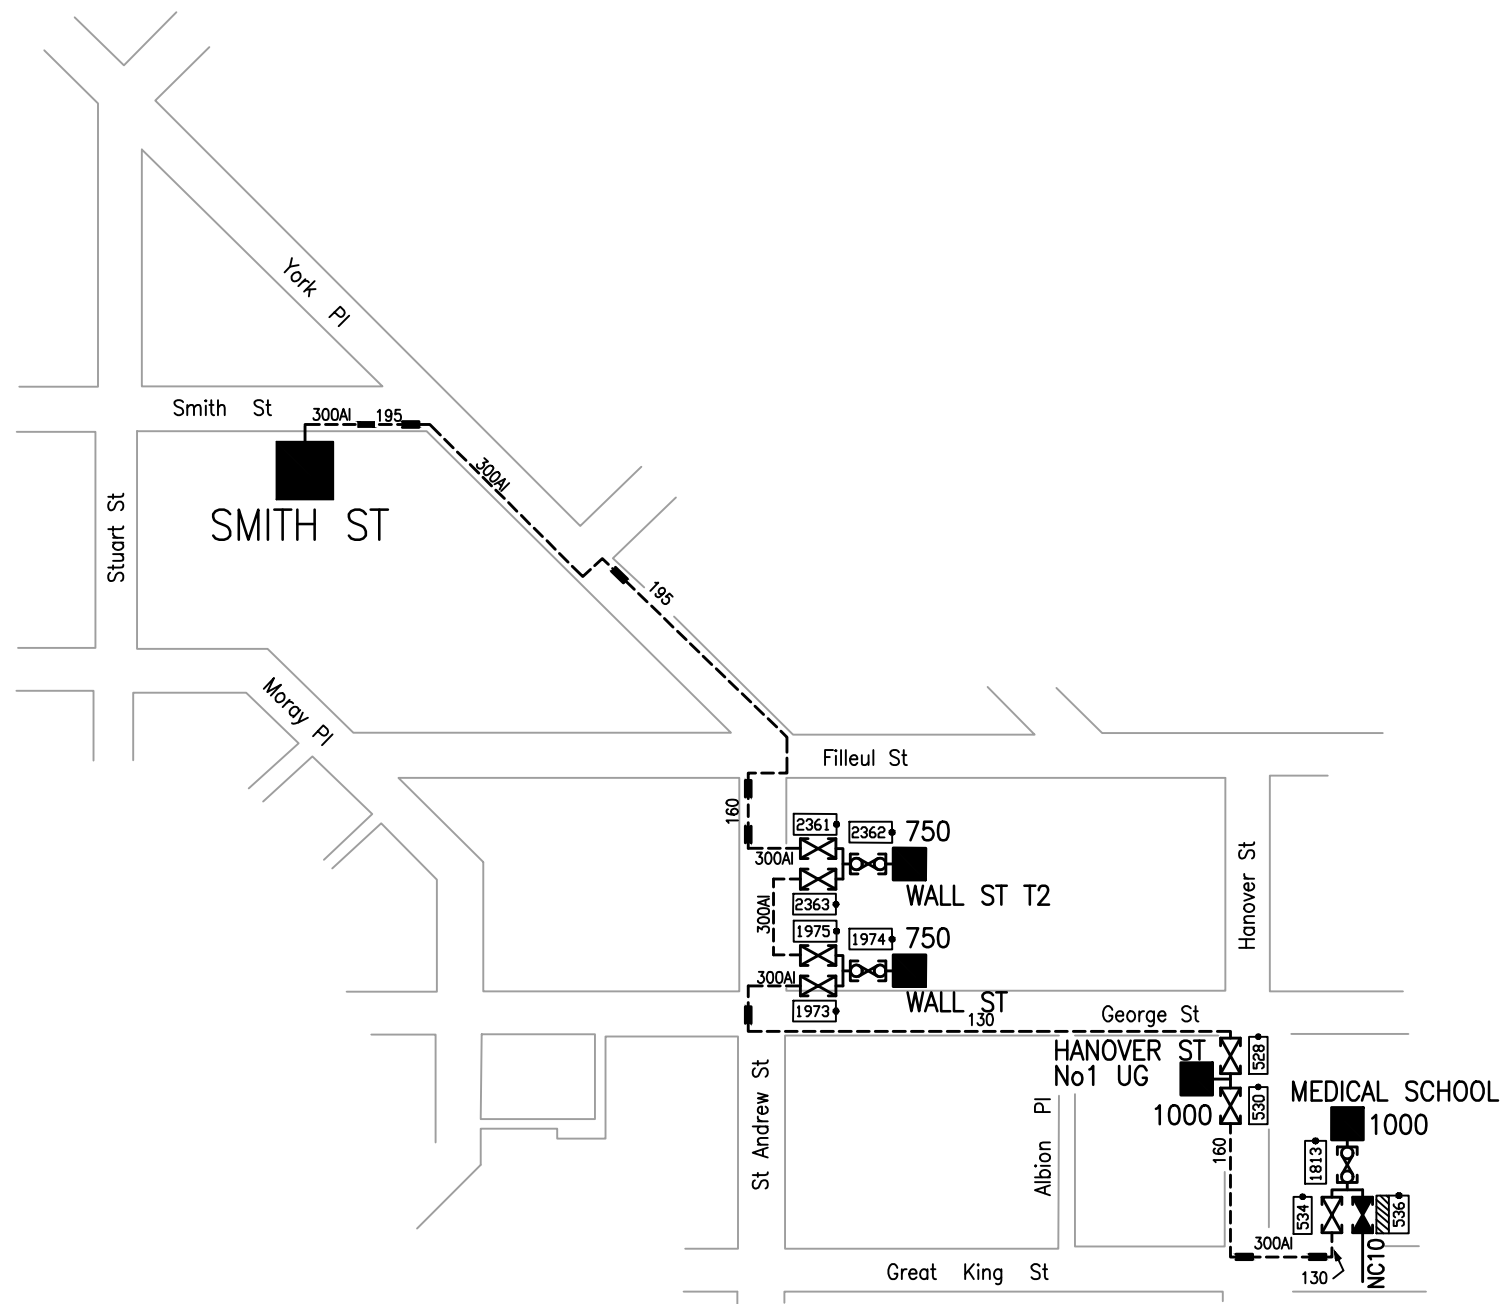 York Pl
Smith St
300Al
195
300Al
SMITH ST
Stuart St
195
Moray Pl
Filleul St
160
2361
2362
750
300Al
WALL ST T2
300Al
2363
1975
1974
750
300Al
WALL ST
1973
130
George St
Hanover St
HANOVER ST
No1 UG
528
1000
530
MEDICAL SCHOOL
1000
St Andrew St
Albion Pl
160
1813
534
536
300Al
Great King St
130
NC10